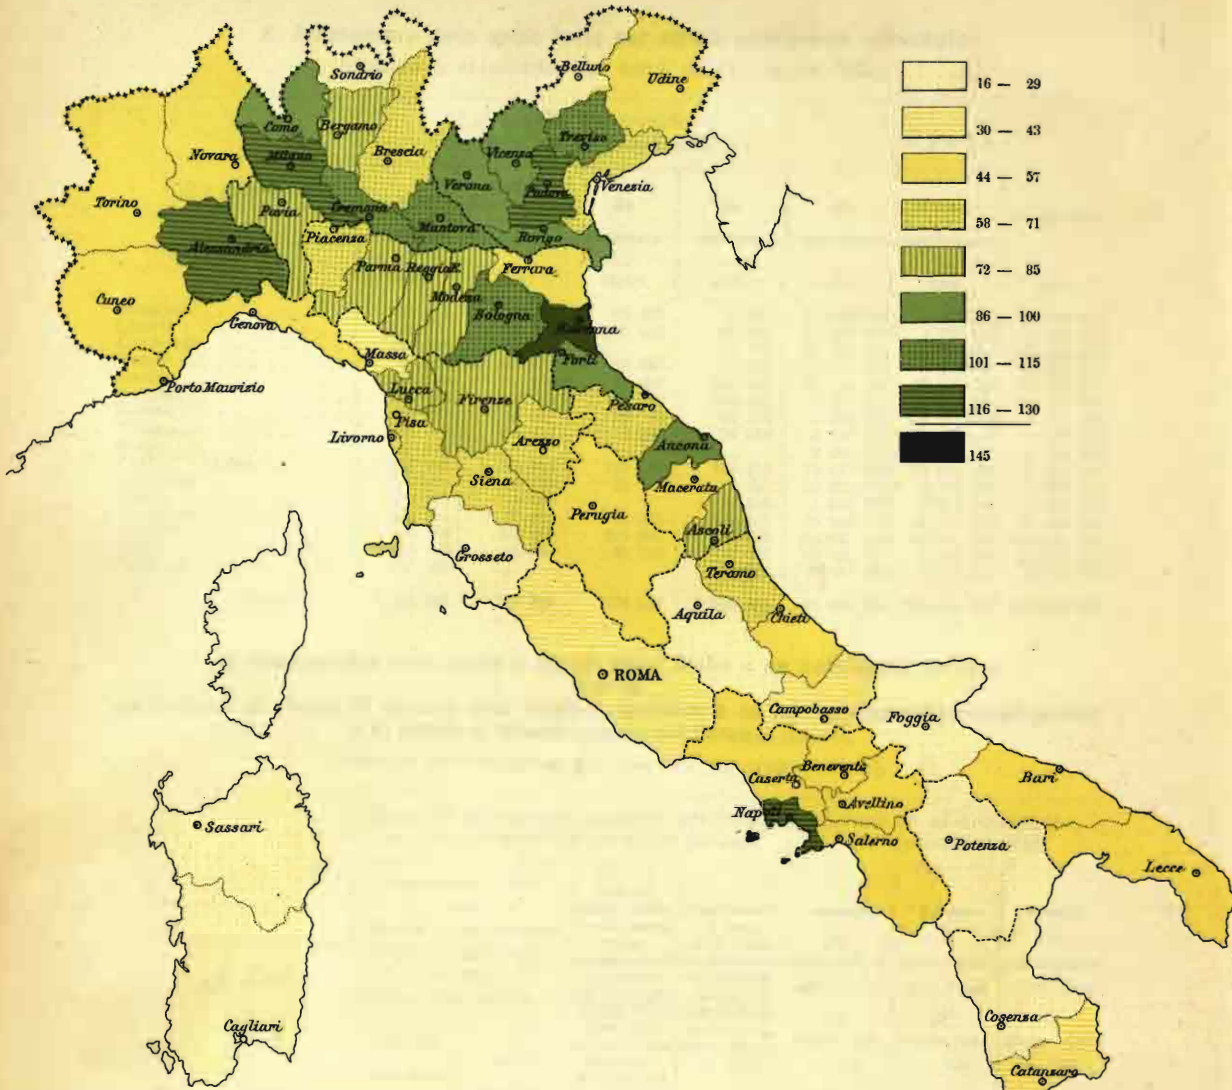 Sondrio
Belluno
Udine
Como
Bergamo
Treviso
Novara
Milano
Brescia
Vicenza
Verona
Padova
Venezia
Torino
Pavia
Cremona
Mantova
Rovigo
Piacenza
Alessandria
Parma
Reggio E.
Ferrara
Modena
Cuneo
Genova
Bologna
Ravenna
Massa
Forlì
Porto Maurizio
Lucca
Firenze
Pesaro
Pisa
Livorno
Arezzo
Ancona
Siena
Macerata
Perugia
Ascoli
Grosseto
Teramo
Aquila
Chieti
ROMA
Campobasso
Foggia
Benevento
Bari
Caserta
Avellino
Napoli
Sassari
Salerno
Potenza
Lecce
Cosenza
Cagliari
Catanzaro
16 — 29
30 — 43
44 — 57
58 — 71
72 — 85
86 — 100
101 — 115
116 — 130
145